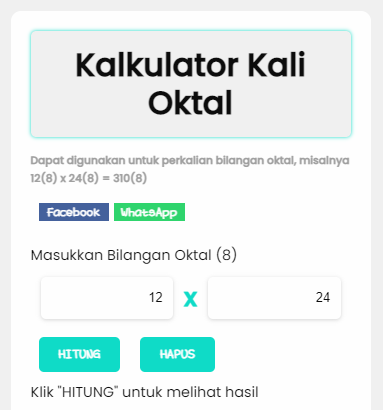 Kalkulator Kali
Oktal
Dapat digunakan untuk perkalian bilangan oktal, misalnya
12(8) x 24(8) = 310(8)
Facebook WhatsApp
Masukkan Bilangan Oktal (8)
12 X 24
HITUNG HAPUS
Klik "HITUNG" untuk melihat hasil